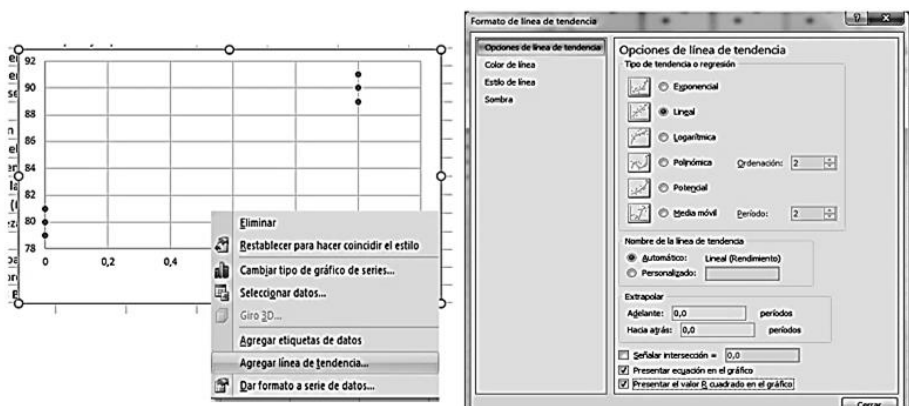 92
90
88
86
84
82
80
78
0
0,2
0,4
Eliminar
Restablecer para hacer coincidir el estilo
Cambiar tipo de gráfico de series...
Seleccionar datos...
Giro 3D...
Agregar etiquetas de datos
Agregar línea de tendencia...
Dar formato a serie de datos...
Formato de línea de tendencia
Opciones de línea de tendencia
Color de línea
Estilo de línea
Sombra
Opciones de línea de tendencia
Tipo de tendencia o regresión
Exponencial
Lineal
Logarítmica
Polinómica Ordenación: 2
Potencial
Media móvil Período: 2
Nombre de la línea de tendencia
Automático: Lineal (Rendimiento)
Personalizado:
Extrapolar
Adelante: 0,0 períodos
Hacia atrás: 0,0 períodos
Señalar intersección = 0,0
Presentar ecuación en el gráfico
Presentar el valor R cuadrado en el gráfico
Cerrar